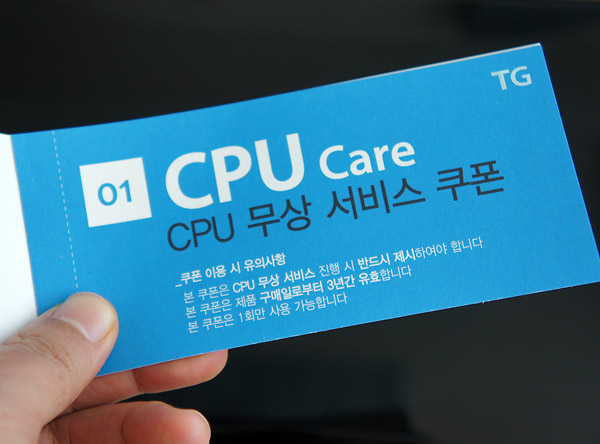 TG
01
CPU Care
CPU 무상 서비스 쿠폰
_쿠폰 이용 시 유의사항
본 쿠폰은 CPU 무상 서비스 진행 시 반드시 제시하여야 합니다
본 쿠폰은 제품 구매일로부터 3년간 유효합니다
본 쿠폰은 1회만 사용 가능합니다